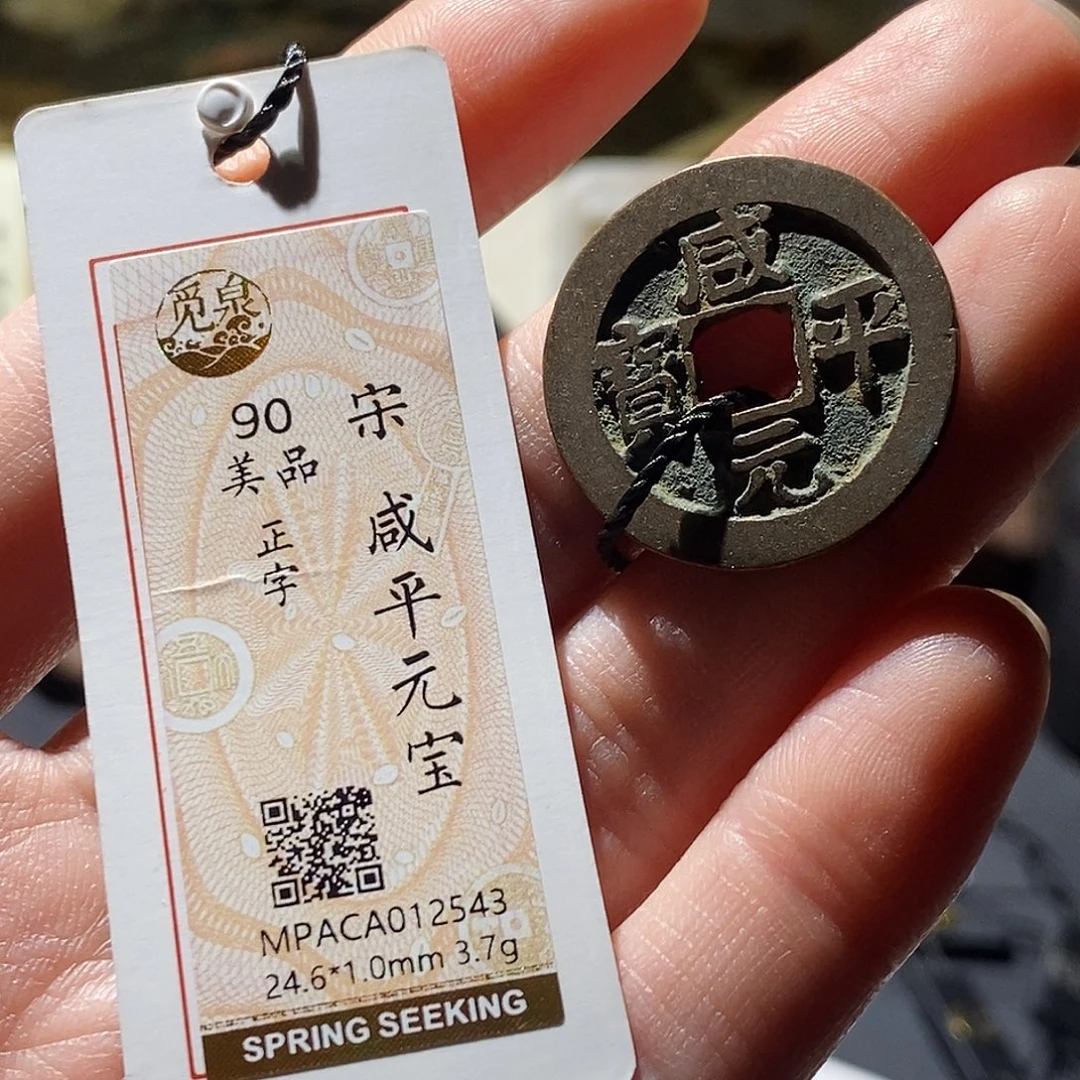 觅泉
宋 咸平元宝
90
美品
正字
MPACA012543
24.6*1.0mm 3.7g
SPRING SEEKING
咸平元寶